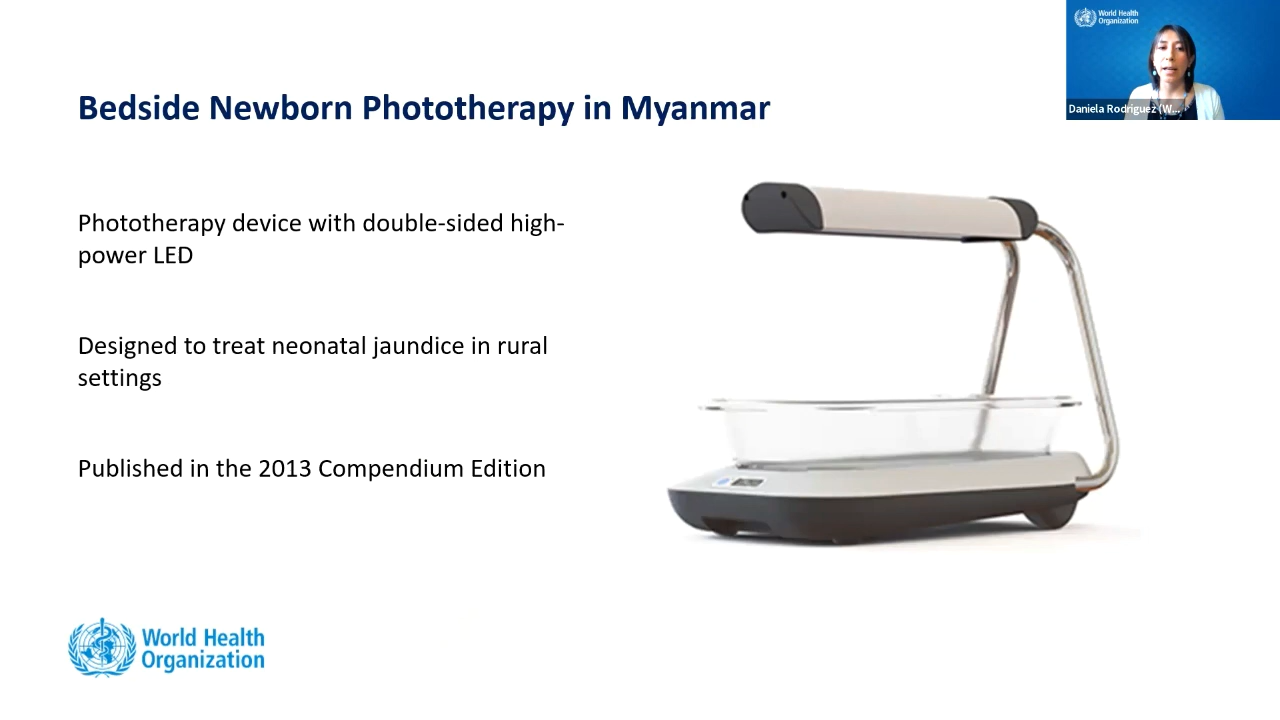 World Health
Organization
Daniela Rodriguez (W...
Bedside Newborn Phototherapy in Myanmar
Phototherapy device with double-sided high-
power LED
Designed to treat neonatal jaundice in rural
settings
Published in the 2013 Compendium Edition
World Health
Organization